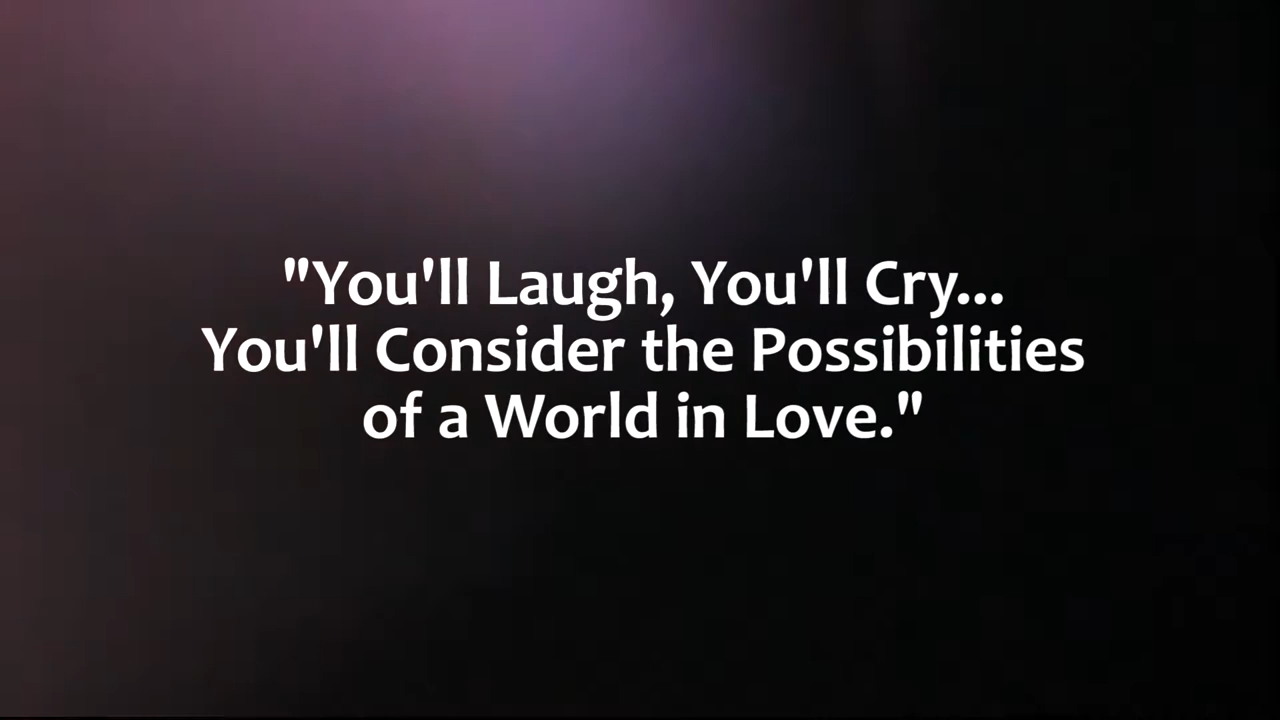 "You'll Laugh, You'll Cry...
You'll Consider the Possibilities
of a World in Love."